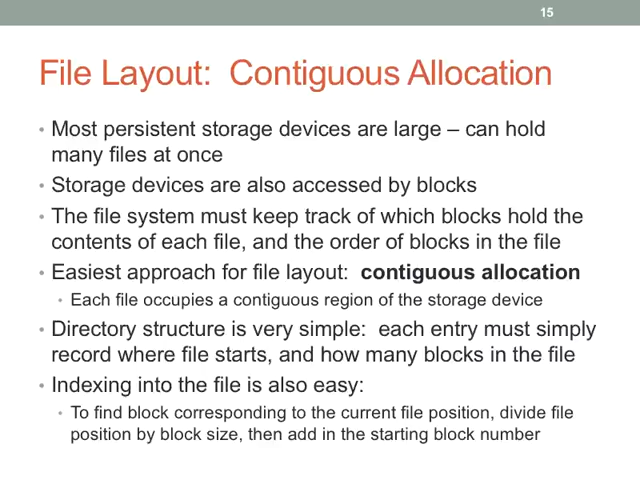 15
File Layout:  Contiguous Allocation
• Most persistent storage devices are large – can hold
many files at once
• Storage devices are also accessed by blocks
• The file system must keep track of which blocks hold the
contents of each file, and the order of blocks in the file
• Easiest approach for file layout:  contiguous allocation
• Each file occupies a contiguous region of the storage device
• Directory structure is very simple:  each entry must simply
record where file starts, and how many blocks in the file
• Indexing into the file is also easy:
• To find block corresponding to the current file position, divide file
position by block size, then add in the starting block number